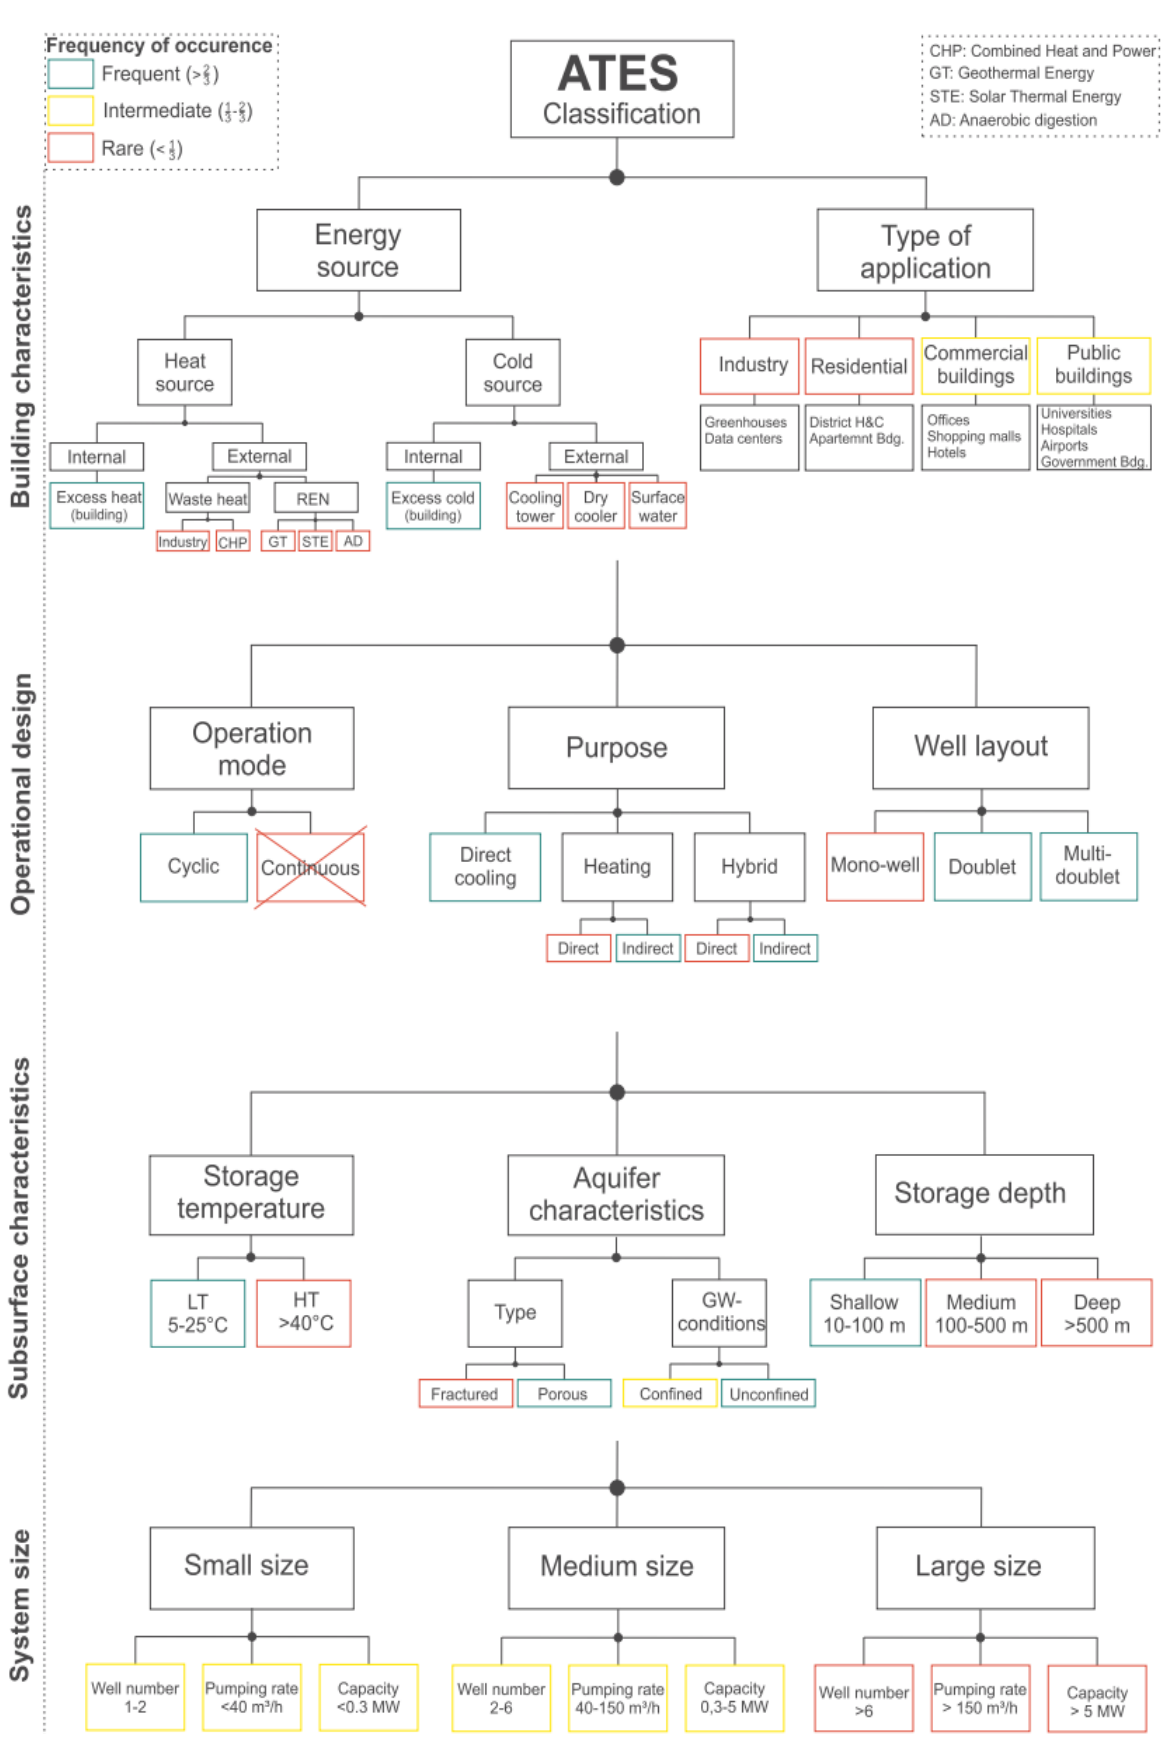 Frequency of occurence
Frequent (>⅔)
Intermediate (⅓-⅔)
Rare (<⅓)
ATES
Classification
CHP: Combined Heat and Power
GT: Geothermal Energy
STE: Solar Thermal Energy
AD: Anaerobic digestion
Building characteristics
Energy
source
Type of
application
Heat
source
Cold
source
Industry
Residential
Commercial
buildings
Public
buildings
Greenhouses
Data centers
District H&C
Apartemnt Bdg.
Offices
Shopping malls
Hotels
Universities
Hospitals
Airports
Government Bdg.
Internal
External
Internal
External
Excess heat
(building)
Waste heat
REN
Excess cold
(building)
Cooling
tower
Dry
cooler
Surface
water
Industry
CHP
GT
STE
AD
Operational design
Operation
mode
Purpose
Well layout
Cyclic
Continuous
Direct
cooling
Heating
Hybrid
Mono-well
Doublet
Multi-
doublet
Direct
Indirect
Direct
Indirect
Subsurface characteristics
Storage
temperature
Aquifer
characteristics
Storage depth
LT
5-25°C
HT
>40°C
Type
GW-
conditions
Shallow
10-100 m
Medium
100-500 m
Deep
>500 m
Fractured
Porous
Confined
Unconfined
System size
Small size
Medium size
Large size
Well number
1-2
Pumping rate
<40 m³/h
Capacity
<0.3 MW
Well number
2-6
Pumping rate
40-150 m³/h
Capacity
0,3-5 MW
Well number
>6
Pumping rate
> 150 m³/h
Capacity
> 5 MW